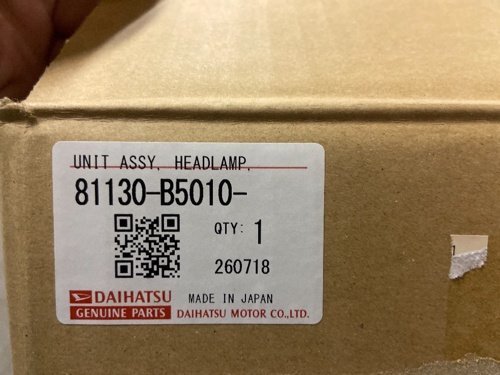 UNIT ASSY, HEADLAMP,
81130-B5010-
QTY: 1
260718
DAIHATSU MADE IN JAPAN
GENUINE PARTS DAIHATSU MOTOR CO.,LTD.